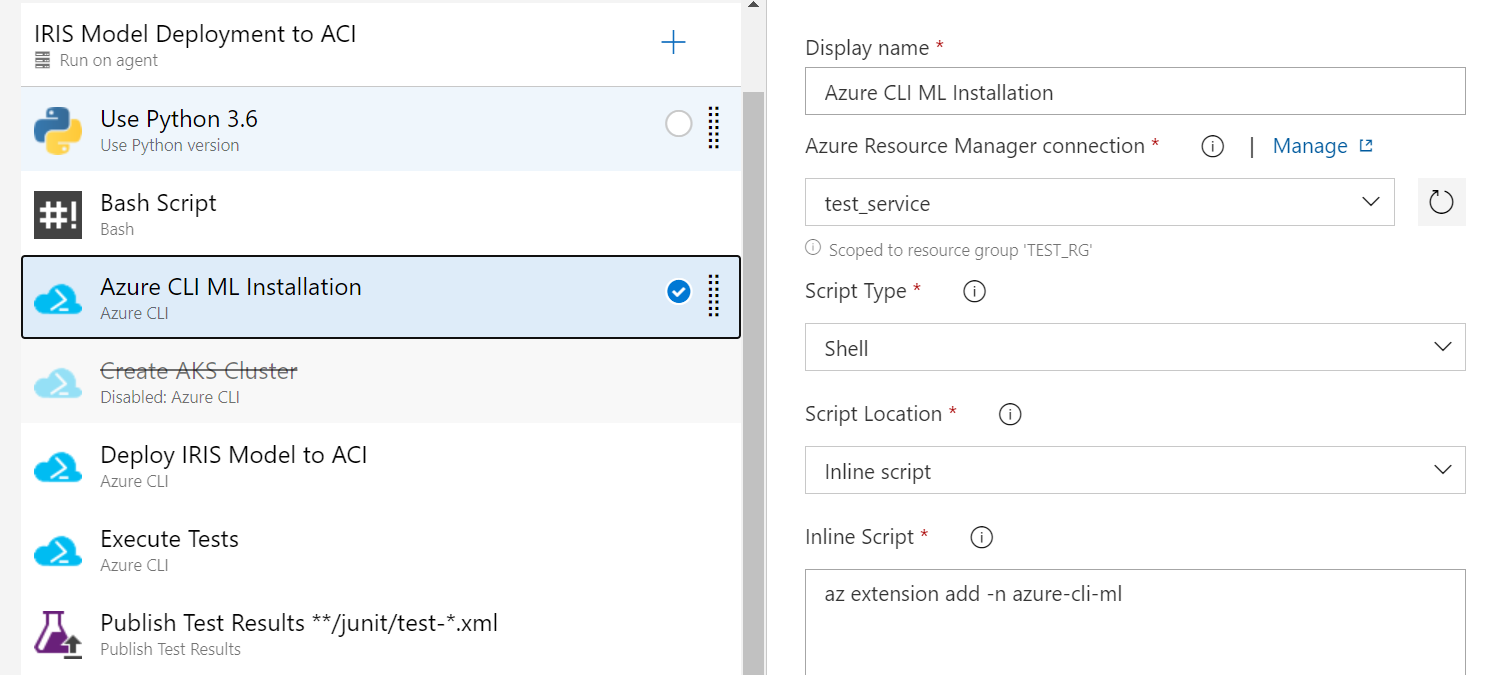 IRIS Model Deployment to ACI
Run on agent
Use Python 3.6
Use Python version
#! Bash Script
Bash
Azure CLI ML Installation
Azure CLI
Create AKS Cluster
Disabled: Azure CLI
Deploy IRIS Model to ACI
Azure CLI
Execute Tests
Azure CLI
Publish Test Results **/junit/test-*.xml
Publish Test Results
Display name *
Azure CLI ML Installation
Azure Resource Manager connection * | Manage
test_service
Scoped to resource group 'TEST_RG'
Script Type *
Shell
Script Location *
Inline script
Inline Script *
az extension add -n azure-cli-ml